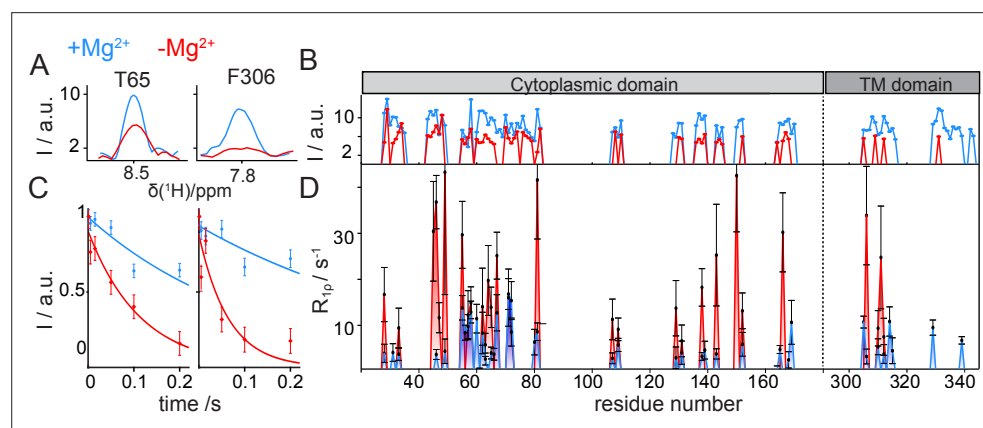 +Mg²⁺ -Mg²⁺
A T65 F306
I / a.u.
10
2
8.5 7.8
δ(¹H)/ppm
B
Cytoplasmic domain TM domain
I / a.u.
10
2
C
I / a.u.
1
0.5
0
0 0.1 0.2 0 0.1 0.2
time /s
D
R1ρ / s⁻¹
30
10
40 60 80 100 120 140 160 300 320 340
residue number